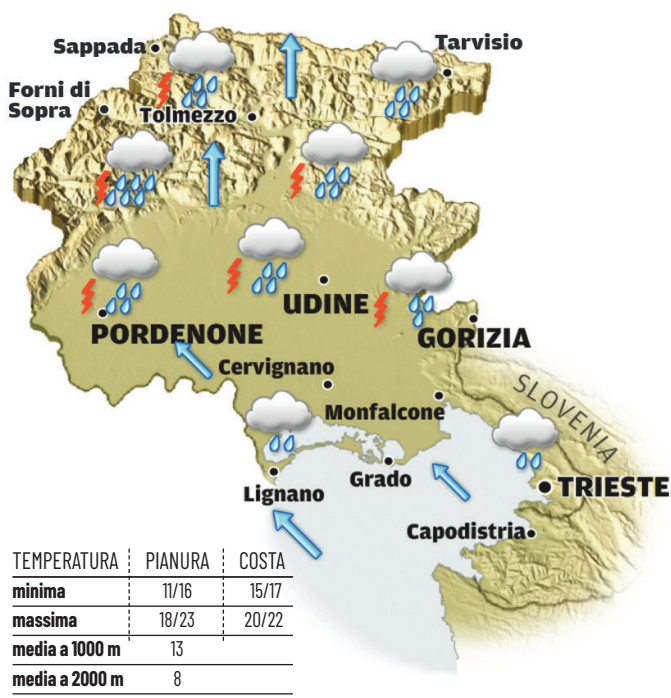 Sappada
Tarvisio
Forni di
Sopra
Tolmezzo
UDINE
PORDENONE
GORIZIA
Cervignano
SLOVENIA
Monfalcone
Grado
Lignano
TRIESTE
Capodistria
TEMPERATURA PIANURA COSTA
minima 11/16 15/17
massima 18/23 20/22
media a 1000 m 13
media a 2000 m 8